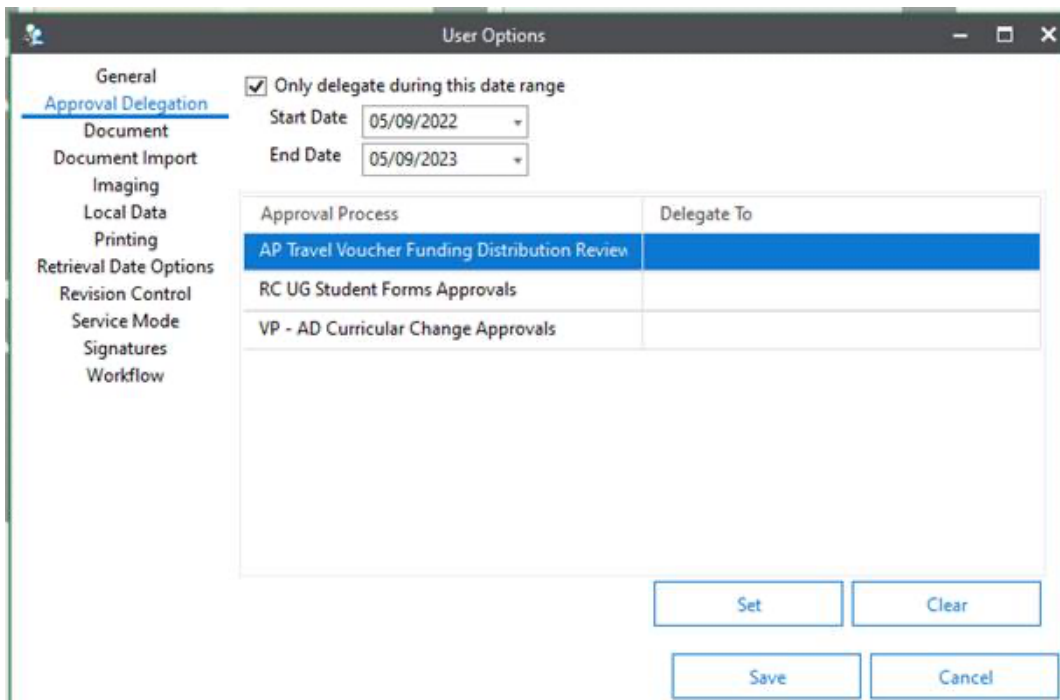 User Options
General
Approval Delegation
Document
Document Import
Imaging
Local Data
Printing
Retrieval Date Options
Revision Control
Service Mode
Signatures
Workflow
Only delegate during this date range
Start Date 05/09/2022
End Date 05/09/2023
Approval Process Delegate To
AP Travel Voucher Funding Distribution Review
RC UG Student Forms Approvals
VP - AD Curricular Change Approvals
Set Clear
Save Cancel